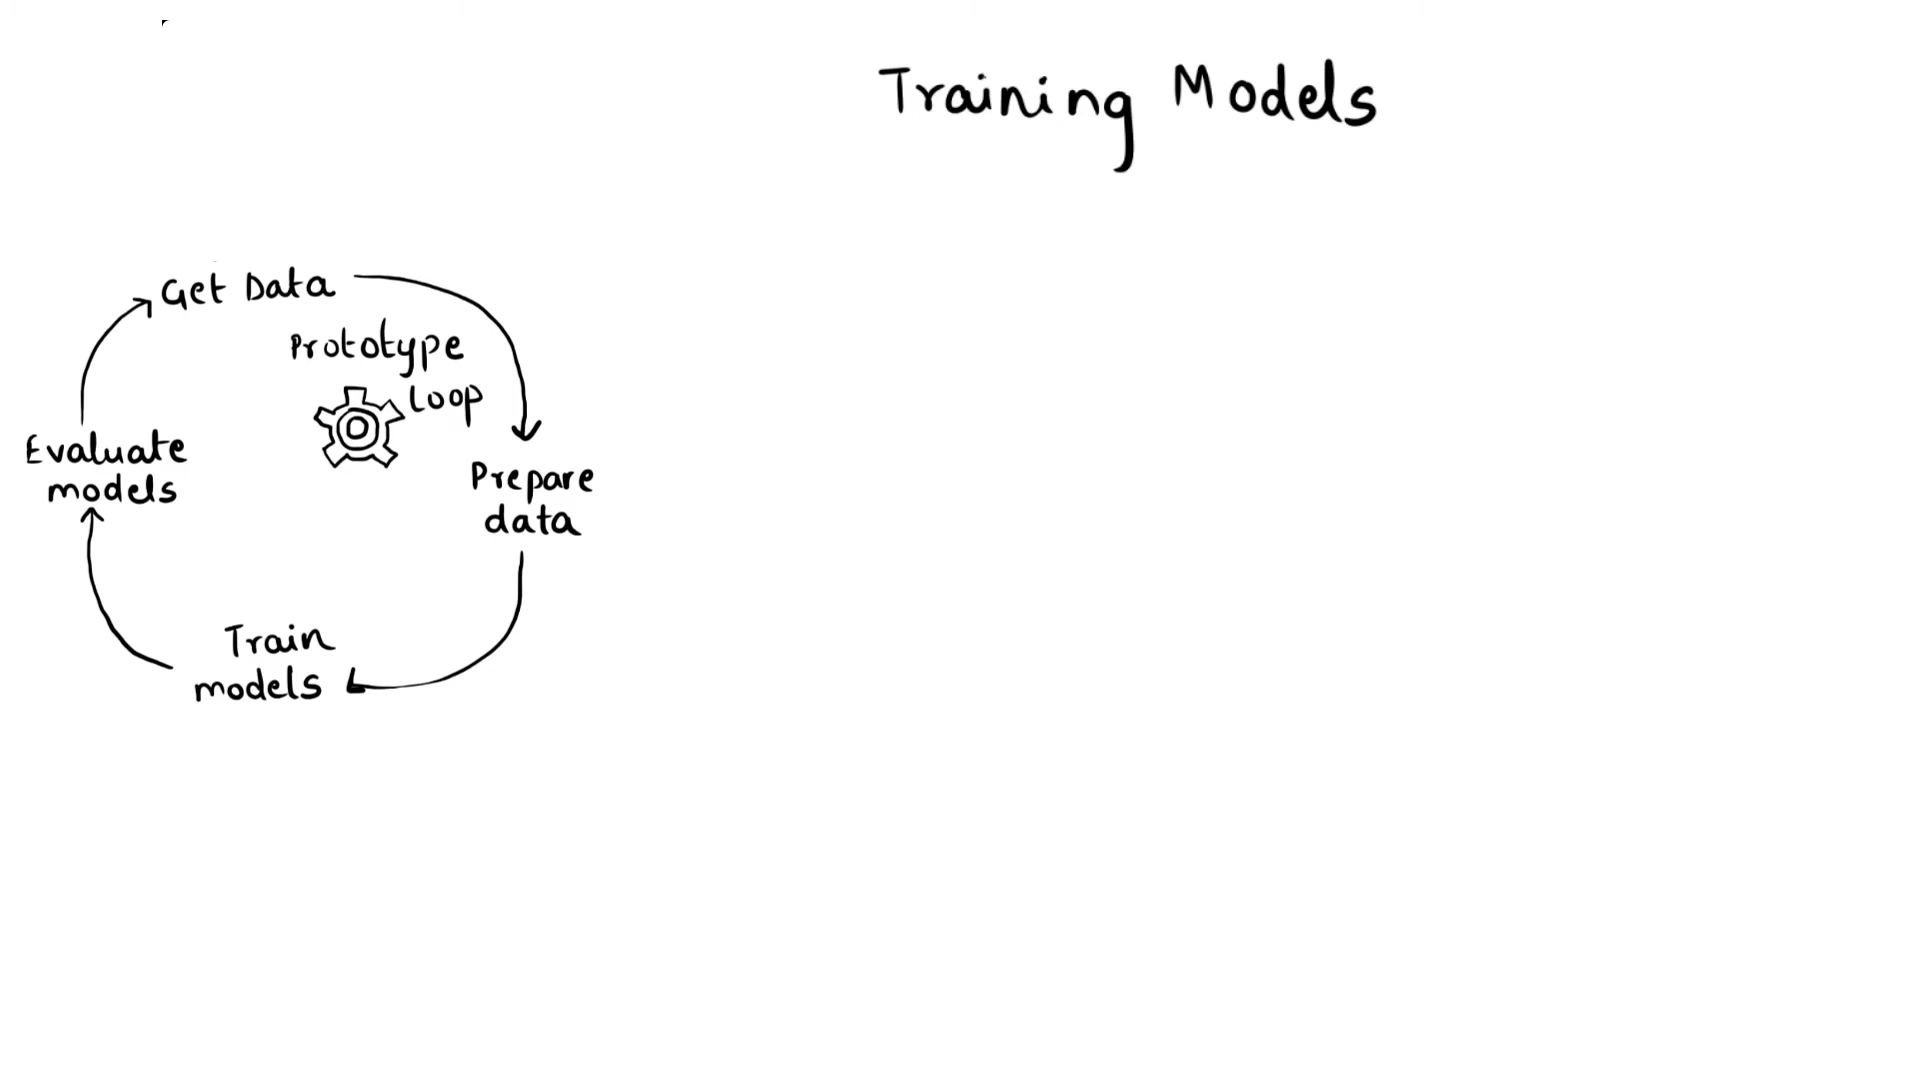 Training Models
Get Data
Prototype
Loop
Evaluate
models
Prepare
data
Train
models